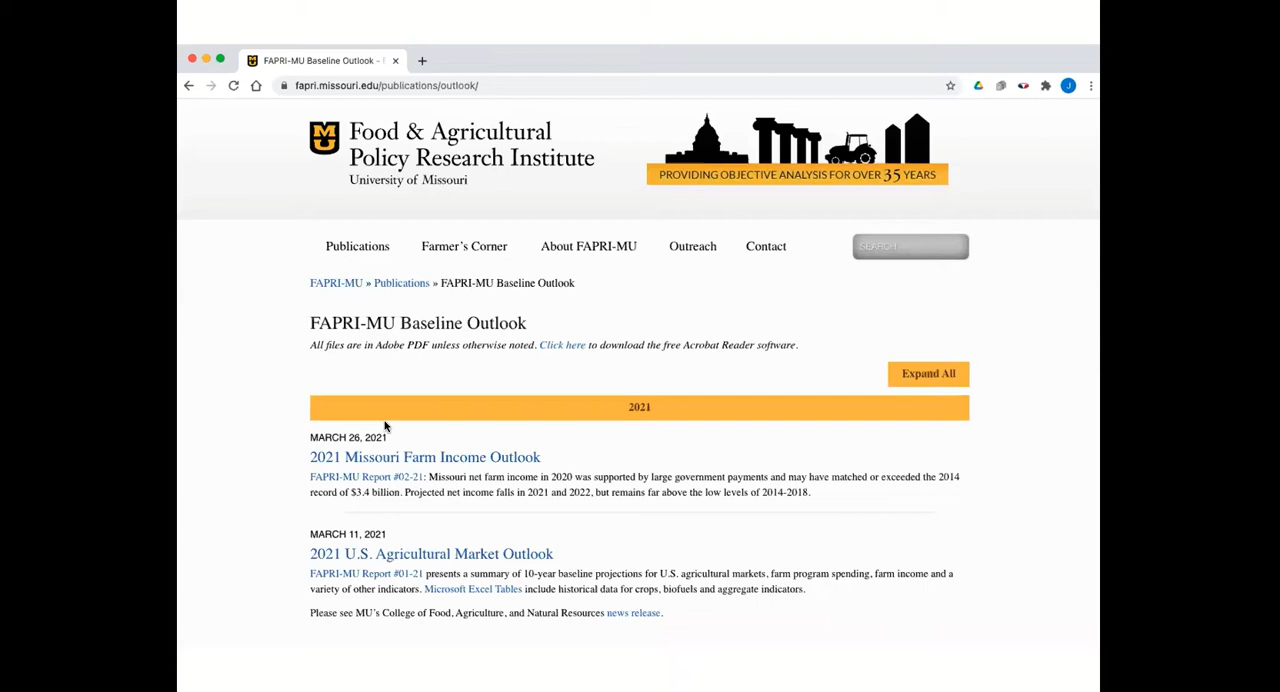 FAPRI-MU Baseline Outlook -
fapri.missouri.edu/publications/outlook/
J
MU
Food & Agricultural
Policy Research Institute
University of Missouri
PROVIDING OBJECTIVE ANALYSIS FOR OVER 35 YEARS
Publications Farmer's Corner About FAPRI-MU Outreach Contact SEARCH
FAPRI-MU » Publications » FAPRI-MU Baseline Outlook
FAPRI-MU Baseline Outlook
All files are in Adobe PDF unless otherwise noted. Click here to download the free Acrobat Reader software.
Expand All
2021
MARCH 26, 2021
2021 Missouri Farm Income Outlook
FAPRI-MU Report #02-21: Missouri net farm income in 2020 was supported by large government payments and may have matched or exceeded the 2014
record of $3.4 billion. Projected net income falls in 2021 and 2022, but remains far above the low levels of 2014-2018.
MARCH 11, 2021
2021 U.S. Agricultural Market Outlook
FAPRI-MU Report #01-21 presents a summary of 10-year baseline projections for U.S. agricultural markets, farm program spending, farm income and a
variety of other indicators. Microsoft Excel Tables include historical data for crops, biofuels and aggregate indicators.
Please see MU's College of Food, Agriculture, and Natural Resources news release.